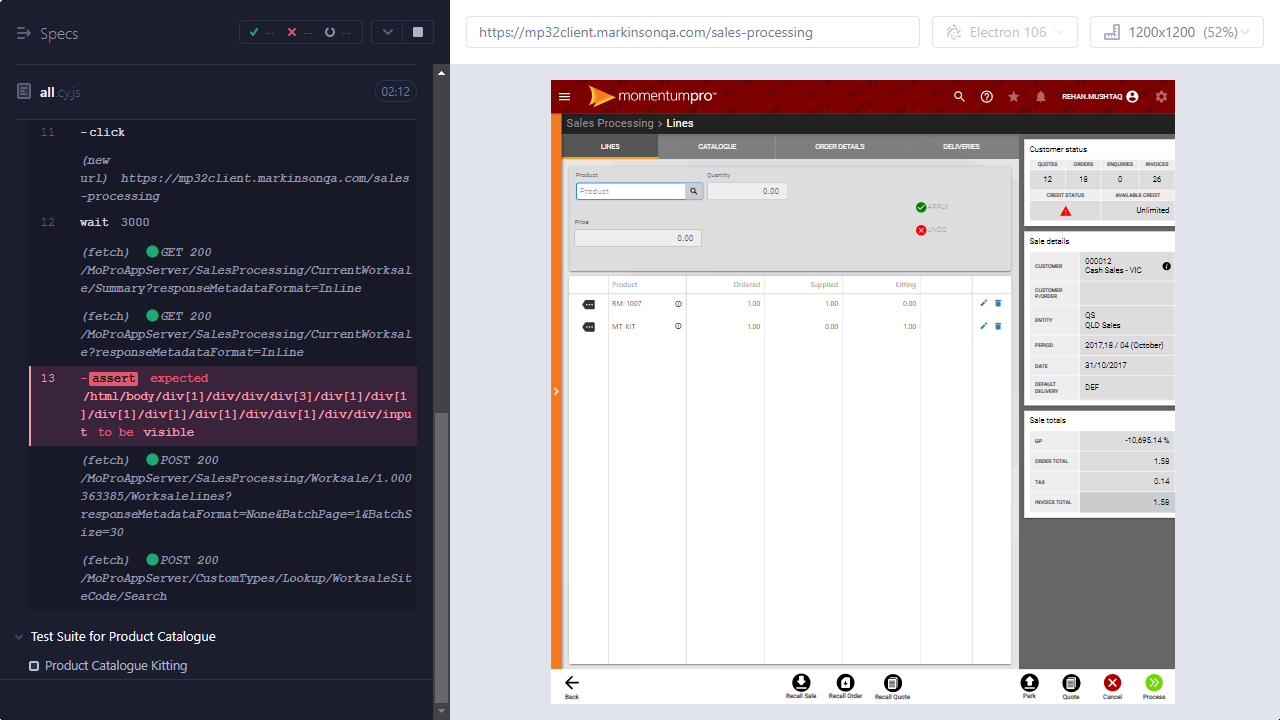 Specs
-- -- --
all.cy.js
02:12
11 -click
(new
url) https://mp32client.markinsonqa.com/sales
-processing
12 wait 3000
(fetch) GET 200
/MoProAppServer/SalesProcessing/CurrentWorksal
e/Summary?responseMetadataFormat=Inline
(fetch) GET 200
/MoProAppServer/SalesProcessing/CurrentWorksal
e?responseMetadataFormat=Inline
13 -assert expected
/html/body/div[1]/div/div/div[3]/div[1]/div[1
]/div[1]/div[1]/div[1]/div/div[1]/div/div/inpu
t to be visible
(fetch) POST 200
/MoProAppServer/SalesProcessing/Worksale/1.000
363385/Worksalelines?
responseMetadataFormat=None&BatchPage=1&BatchS
ize=30
(fetch) POST 200
/MoProAppServer/CustomTypes/Lookup/WorksaleSit
eCode/Search
Test Suite for Product Catalogue
Product Catalogue Kitting
https://mp32client.markinsonqa.com/sales-processing
Electron 106
1200x1200 (52%)
momentumpro™
REHAN.MUSHTAQ
Sales Processing > Lines
LINES CATALOGUE ORDER DETAILS DELIVERIES
Product Quantity
Product 0.00
APPLY
Price
UNDO
0.00
Product Ordered Supplied Kitting
RM-1007 1.00 1.00 0.00
MT-KIT 1.00 0.00 1.00
Customer status
QUOTES ORDERS ENQUIRIES INVOICES
12 18 0 26
CREDIT STATUS AVAILABLE CREDIT
Unlimited
Sale details
CUSTOMER 000012
Cash Sales - VIC
CUSTOMER
P/ORDER
ENTITY QS
QLD Sales
PERIOD 2017,18 / 04 (October)
DATE 31/10/2017
DEFAULT
DELIVERY DEF
Sale totals
GP -10,695.14 %
ORDER TOTAL 1.58
TAX 0.14
INVOICE TOTAL 1.58
Back Recall Sale Recall Order Recall Quote Park Quote Cancel Process